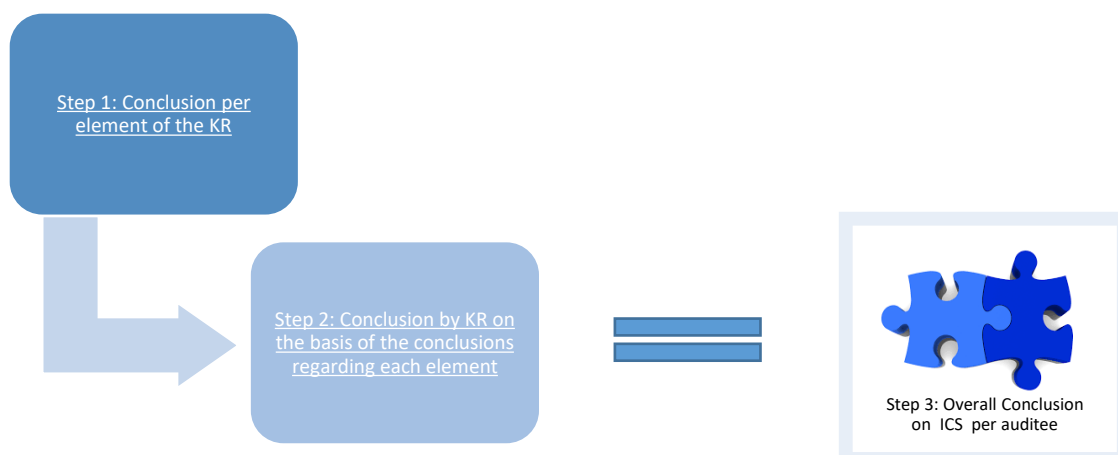 Step 1: Conclusion per
element of the KR
Step 2: Conclusion by KR on
the basis of the conclusions
regarding each element
Step 3: Overall Conclusion
on ICS per auditee